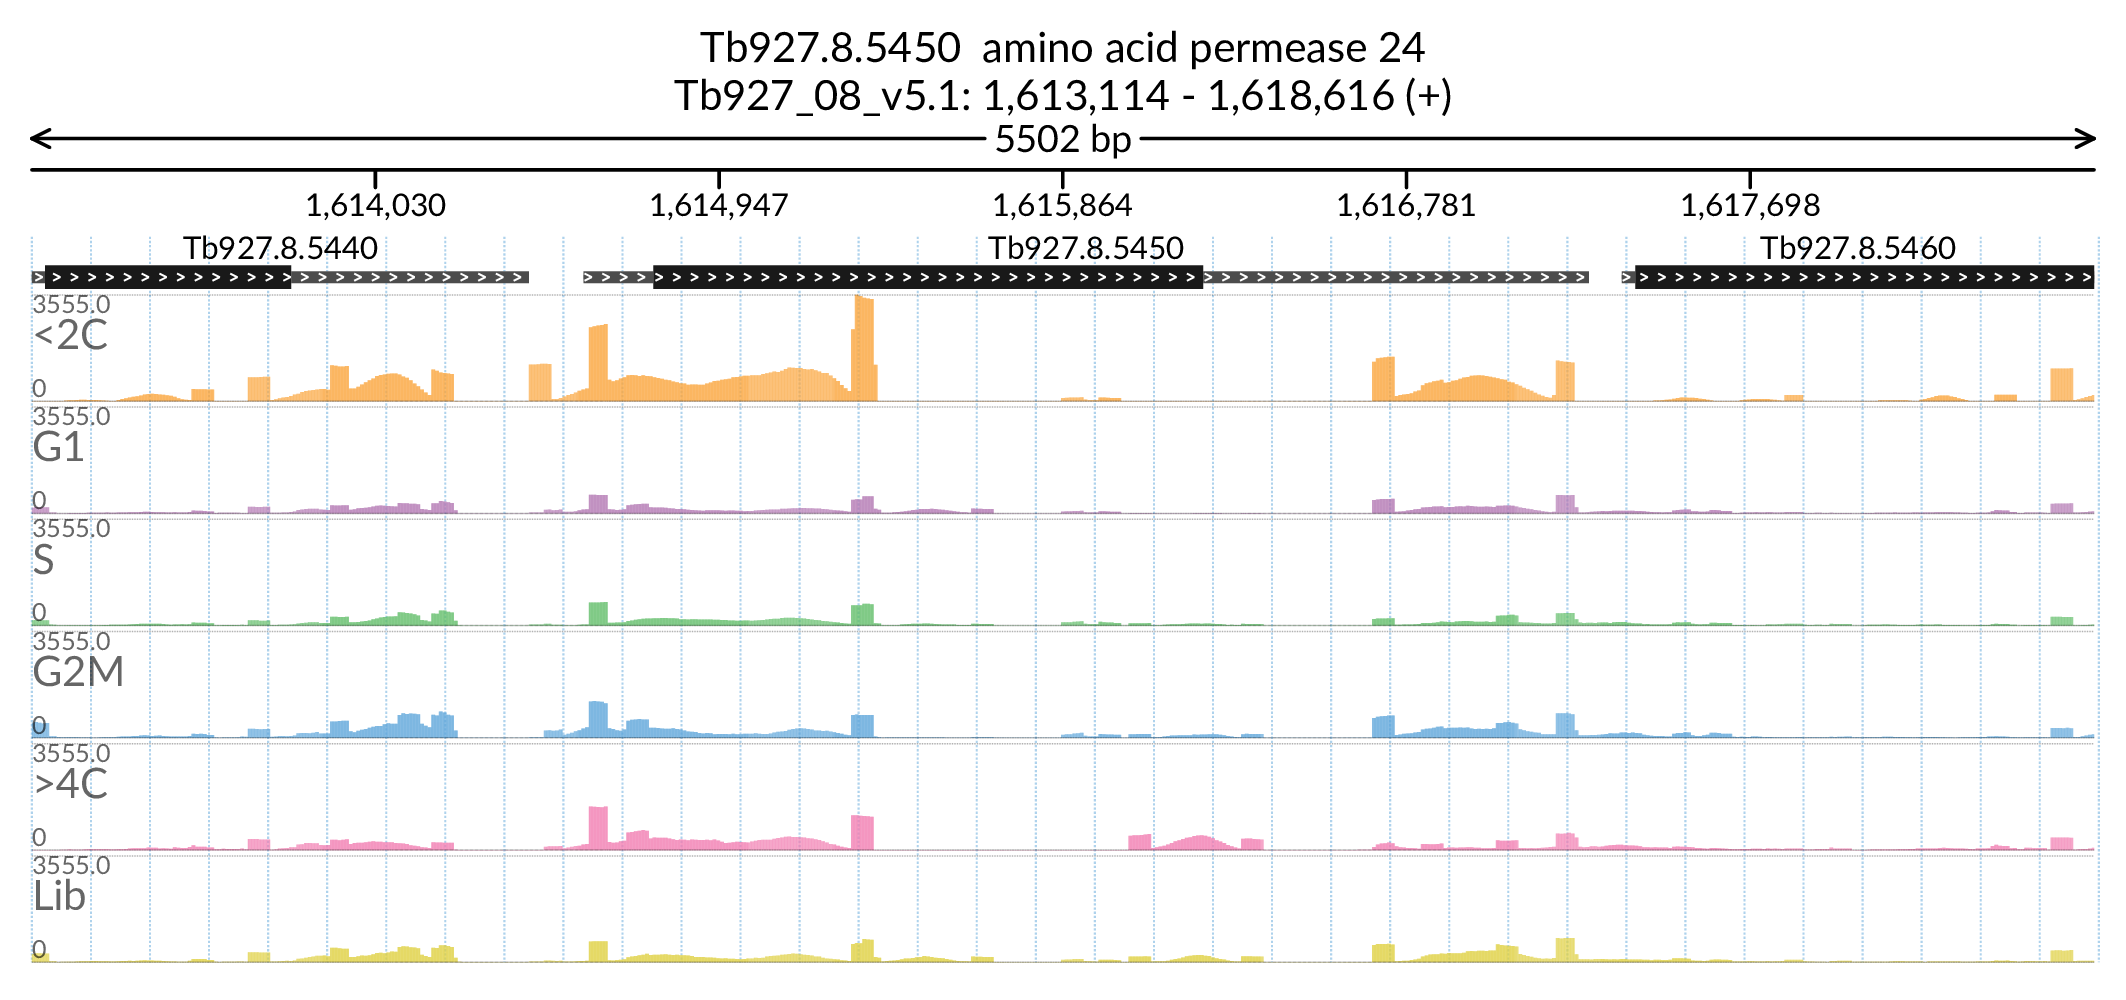 Tb927.8.5450 amino acid permease 24
Tb927_08_v5.1: 1,613,114 - 1,618,616 (+)
5502 bp
1,614,030 1,614,947 1,615,864 1,616,781 1,617,698
Tb927.8.5440 Tb927.8.5450 Tb927.8.5460
3555.0
<2C
0
3555.0
G1
0
3555.0
S
0
3555.0
G2M
0
3555.0
>4C
0
3555.0
Lib
0